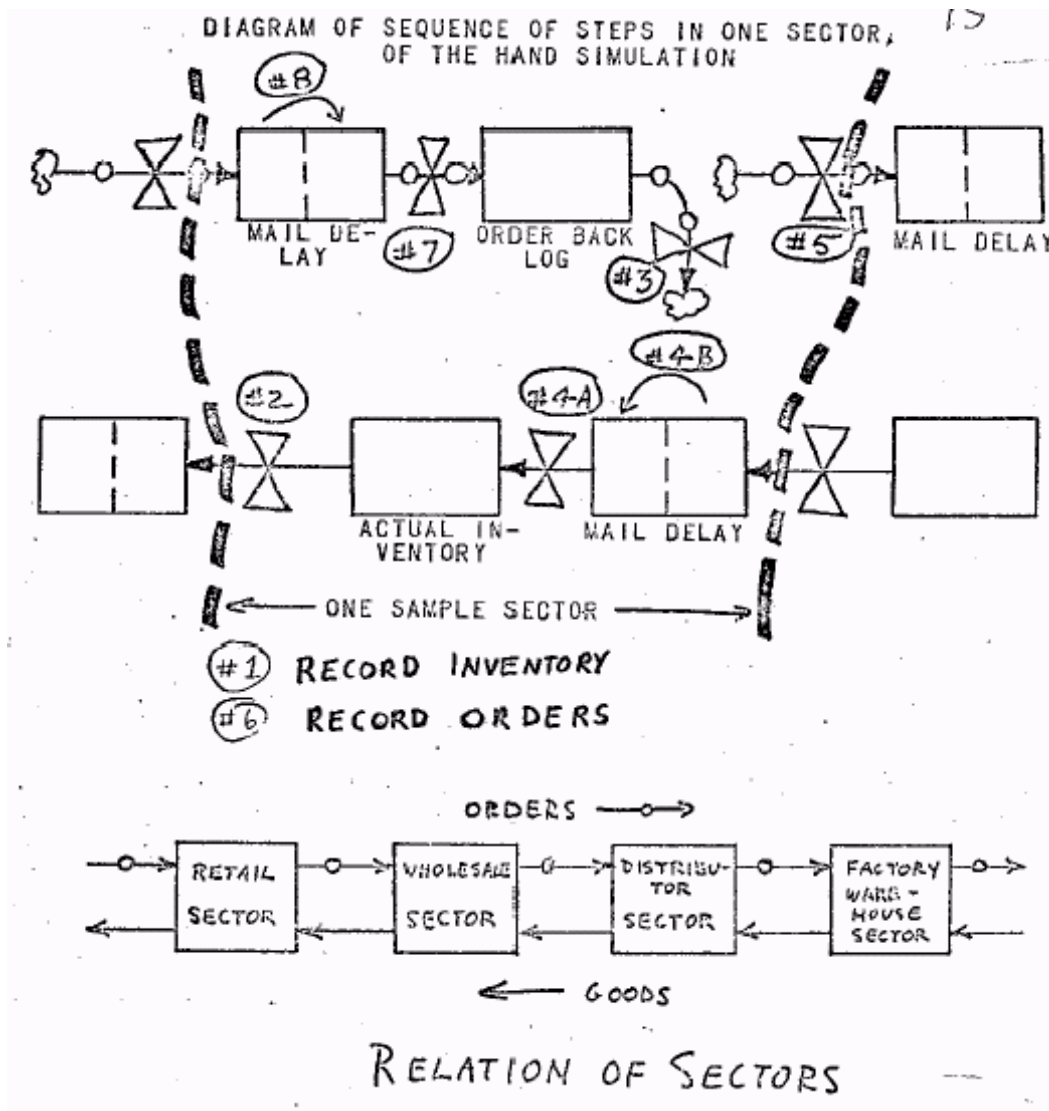 15
DIAGRAM OF SEQUENCE OF STEPS IN ONE SECTOR,
OF THE HAND SIMULATION
#8
MAIL DE-
LAY
#7
ORDER BACK
LOG
#3
#5
MAIL DELAY
#2
#4-A
#4-B
ACTUAL IN-
VENTORY
MAIL DELAY
ONE SAMPLE SECTOR
#1 RECORD INVENTORY
#6 RECORD ORDERS
ORDERS
RETAIL
SECTOR
WHOLESALE
SECTOR
DISTRIBU-
TOR
SECTOR
FACTORY
WARE-
HOUSE
SECTOR
GOODS
RELATION OF SECTORS